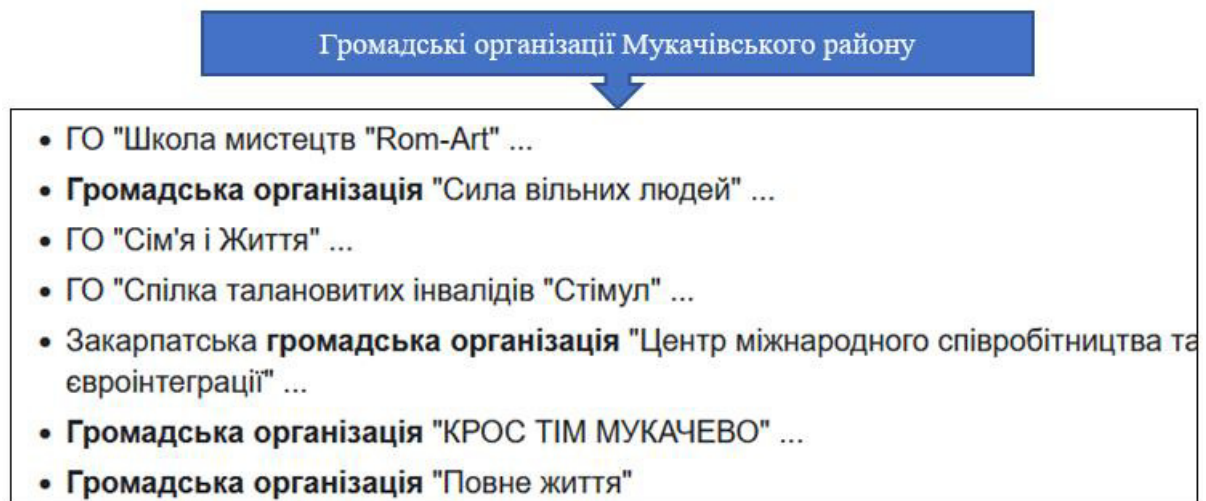 Громадські організації Мукачівського району
• ГО "Школа мистецтв "Rom-Art" ...
• Громадська організація "Сила вільних людей" ...
• ГО "Сім'я і Життя" ...
• ГО "Спілка талановитих інвалідів "Стімул" ...
• Закарпатська громадська організація "Центр міжнародного співробітництва та
євроінтеграції" ...
• Громадська організація "КРОС ТІМ МУКАЧЕВО" ...
• Громадська організація "Повне життя"